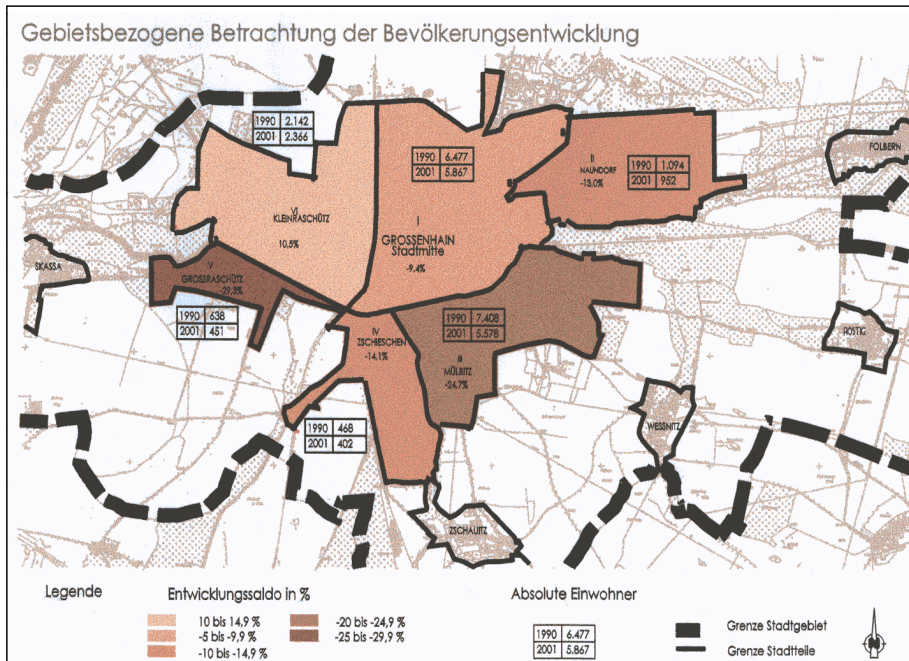 Gebietsbezogene Betrachtung der Bevölkerungsentwicklung
1990 2.142
2001 2.366
1990 6.477
2001 5.867
II
NAUNDORF
-13,0%
1990 1.094
2001 952
FOLBERN
VI
KLEINRASCHÜTZ
10,5%
I
GROSSENHAIN
Stadtmitte
-9,4%
SKASSA
V
GROSSRASCHÜTZ
-29,3%
1990 638
2001 451
IV
ZSCHIESCHEN
-14,1%
1990 7.408
2001 5.578
III
MÜLBITZ
-24,7%
ROSTIG
1990 468
2001 402
WESSNITZ
ZSCHAUITZ
Legende
Entwicklungssaldo in %
Absolute Einwohner
10 bis 14,9 %
-5 bis -9,9 %
-10 bis -14,9 %
-20 bis -24,9 %
-25 bis -29,9 %
1990 6.477
2001 5.867
Grenze Stadtgebiet
Grenze Stadtteile